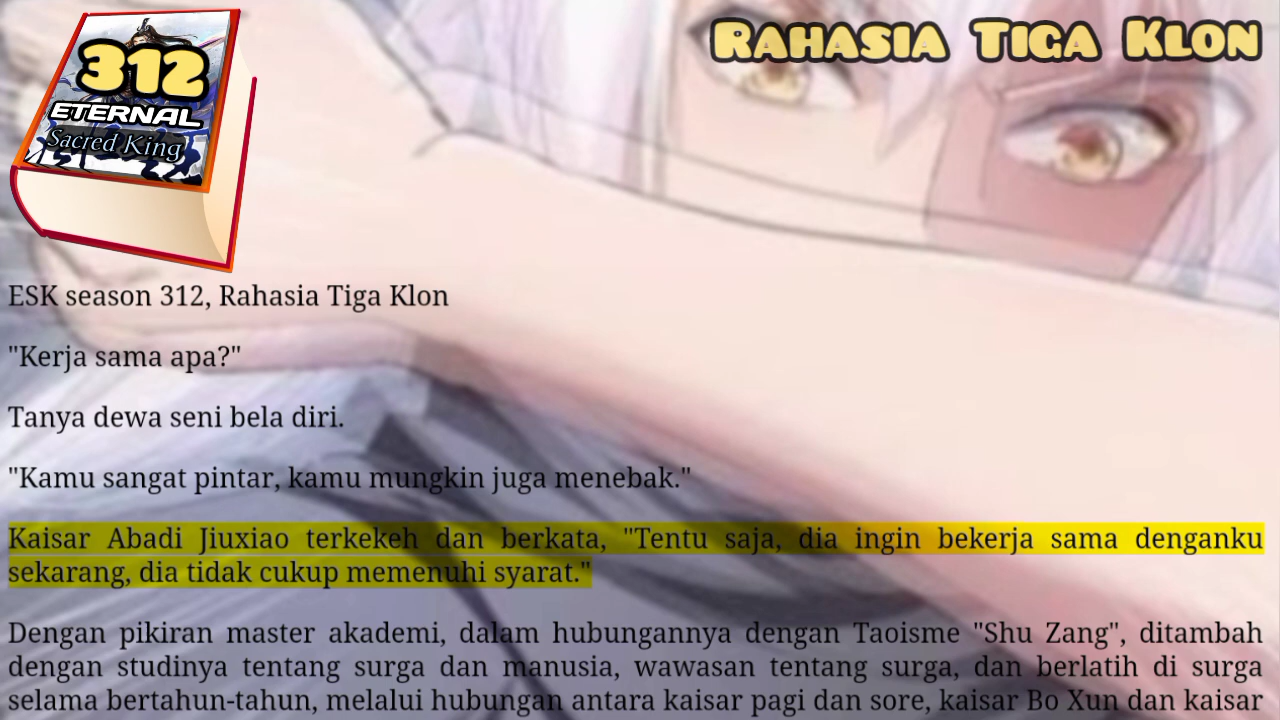 312
ETERNAL
Sacred King
RAHASIA TIGA KLON
ESK season 312, Rahasia Tiga Klon
"Kerja sama apa?"
Tanya dewa seni bela diri.
"Kamu sangat pintar, kamu mungkin juga menebak."
Kaisar Abadi Jiuxiao terkekeh dan berkata, "Tentu saja, dia ingin bekerja sama denganku
sekarang, dia tidak cukup memenuhi syarat."
Dengan pikiran master akademi, dalam hubungannya dengan Taoisme "Shu Zang", ditambah
dengan studinya tentang surga dan manusia, wawasan tentang surga, dan berlatih di surga
selama bertahun-tahun, melalui hubungan antara kaisar pagi dan sore, kaisar Bo Xun dan kaisar